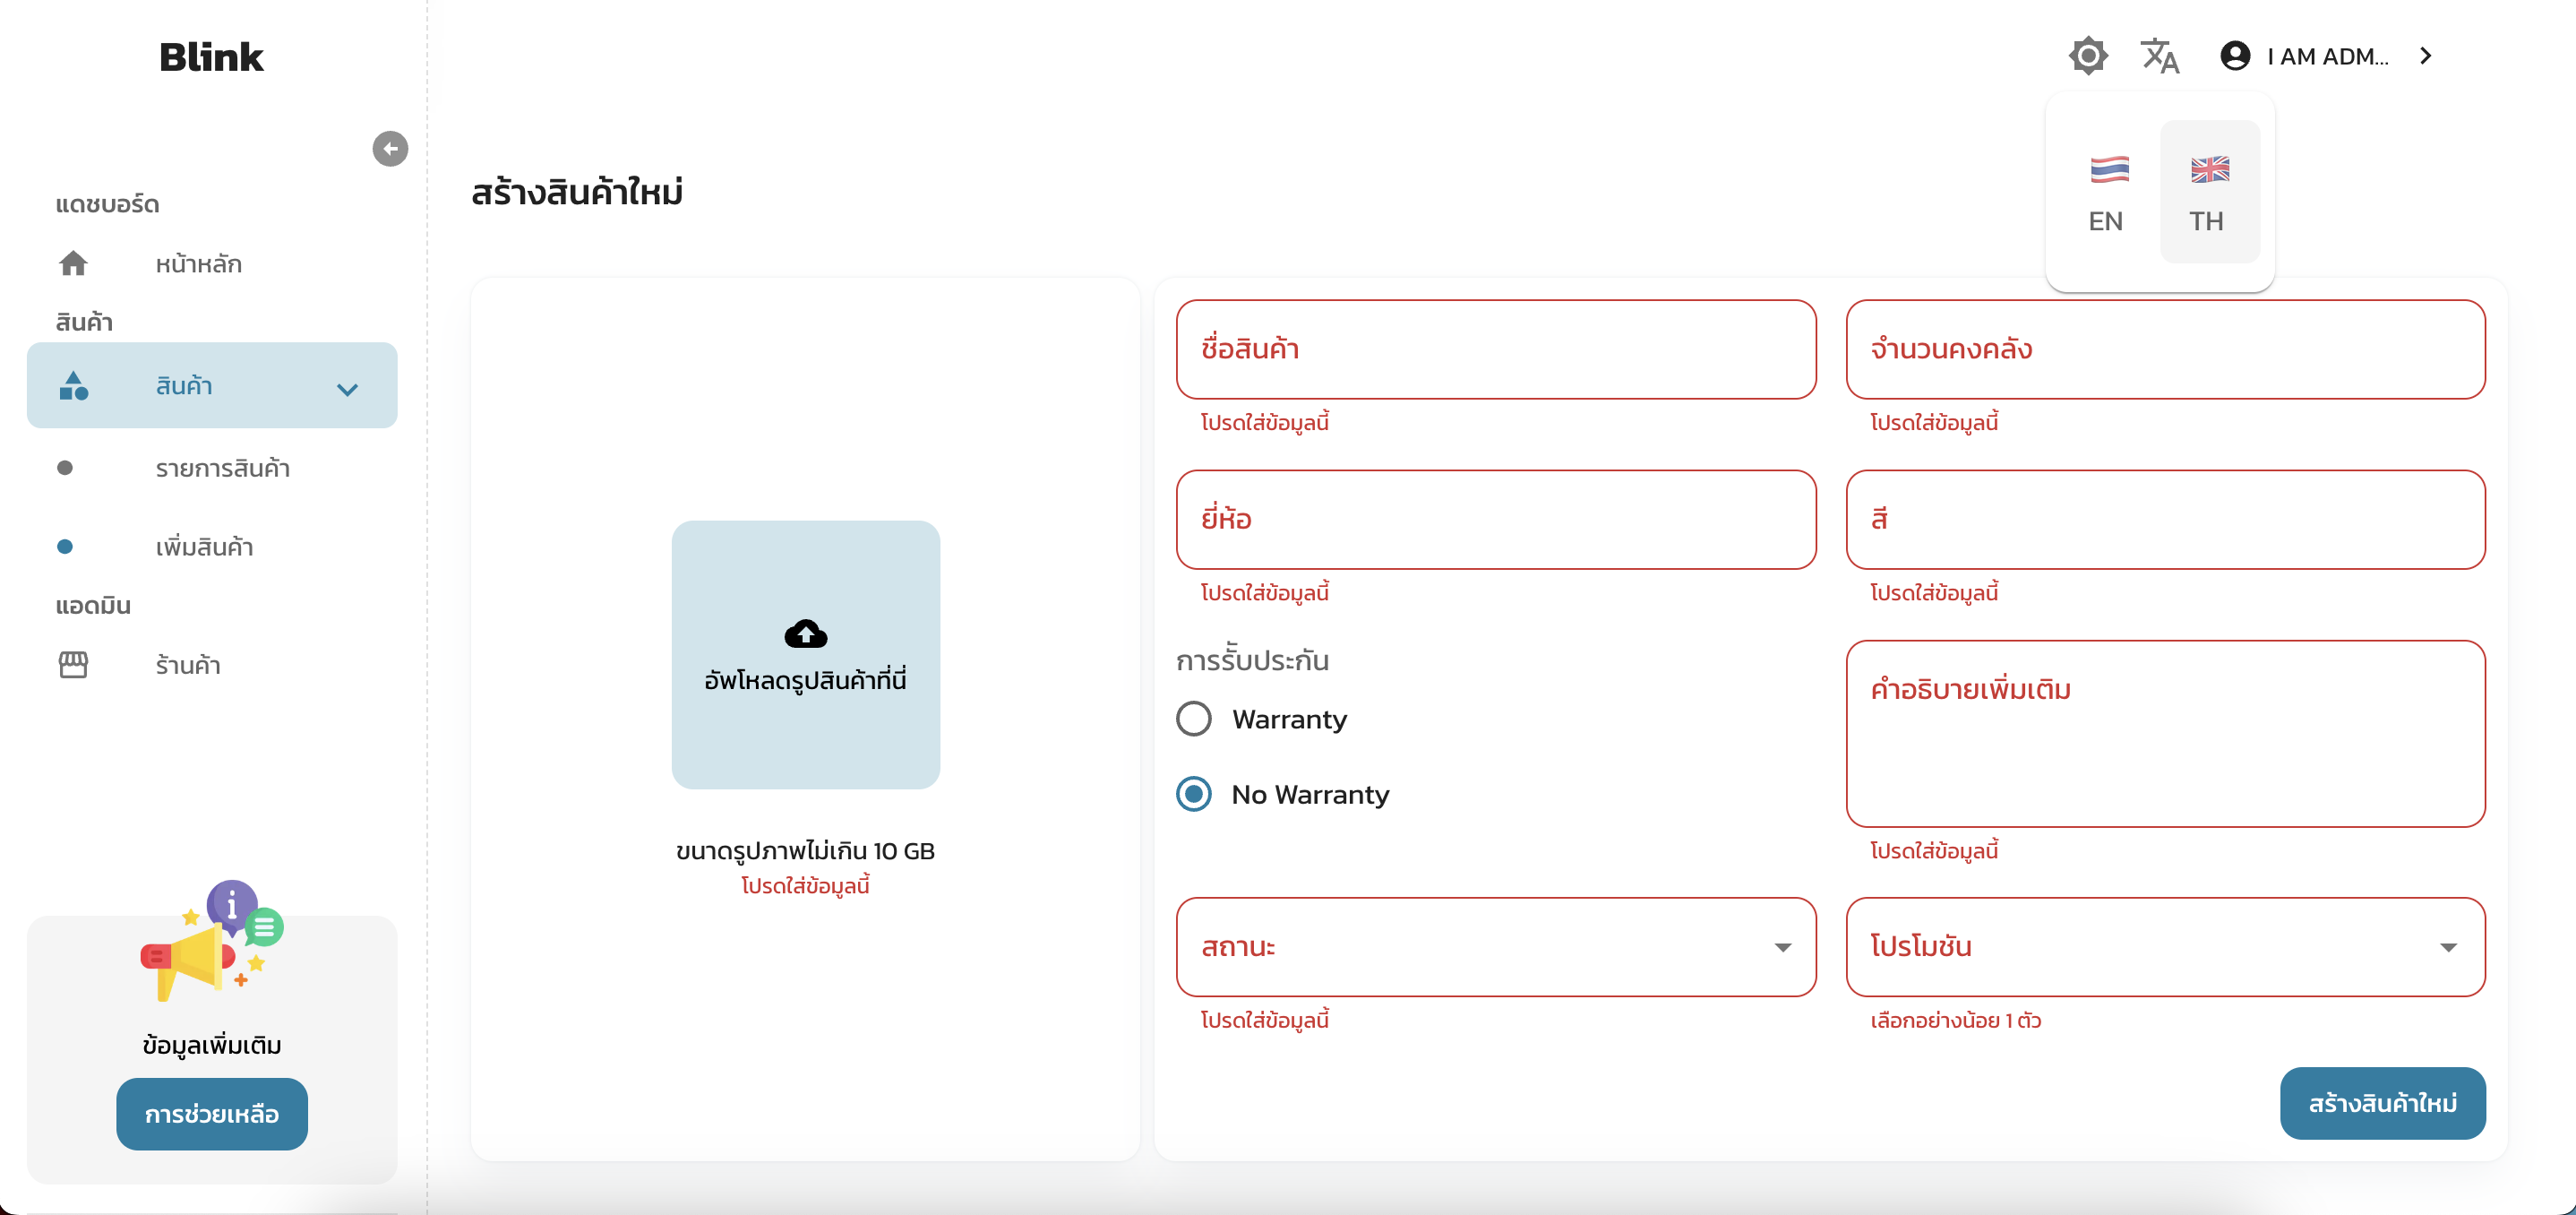 Blink
I AM ADM...
EN
TH
แดชบอร์ด
หน้าหลัก
สินค้า
สินค้า
รายการสินค้า
เพิ่มสินค้า
แอดมิน
ร้านค้า
ข้อมูลเพิ่มเติม
การช่วยเหลือ
สร้างสินค้าใหม่
อัพโหลดรูปสินค้าที่นี่
ขนาดรูปภาพไม่เกิน 10 GB
โปรดใส่ข้อมูลนี้
ชื่อสินค้า
โปรดใส่ข้อมูลนี้
จำนวนคงคลัง
โปรดใส่ข้อมูลนี้
ยี่ห้อ
โปรดใส่ข้อมูลนี้
สี
โปรดใส่ข้อมูลนี้
การรับประกัน
Warranty
No Warranty
คำอธิบายเพิ่มเติม
โปรดใส่ข้อมูลนี้
สถานะ
โปรดใส่ข้อมูลนี้
โปรโมชัน
เลือกอย่างน้อย 1 ตัว
สร้างสินค้าใหม่